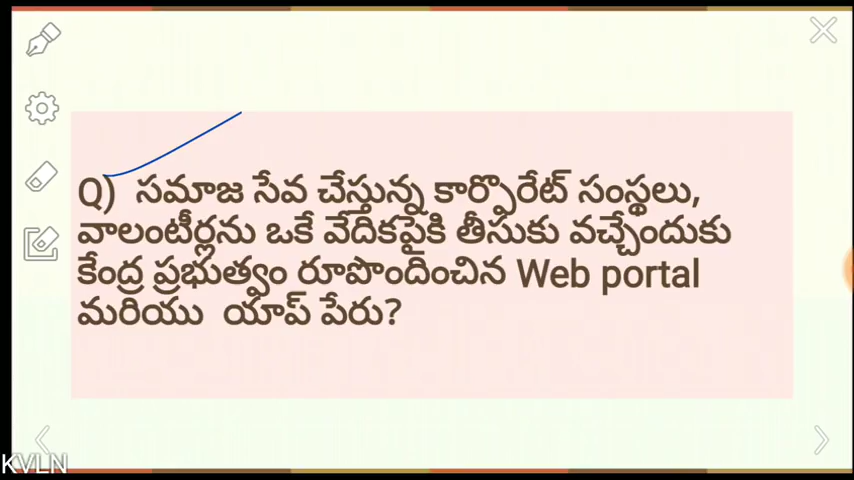 Q) సమాజ సేవ చేస్తున్న కార్పొరేట్ సంస్థలు,
వాలంటీర్లను ఒకే వేదికపైకి తీసుకు వచ్చేందుకు
కేంద్ర ప్రభుత్వం రూపొందించిన Web portal
మరియు యాప్ పేరు?
KVLN